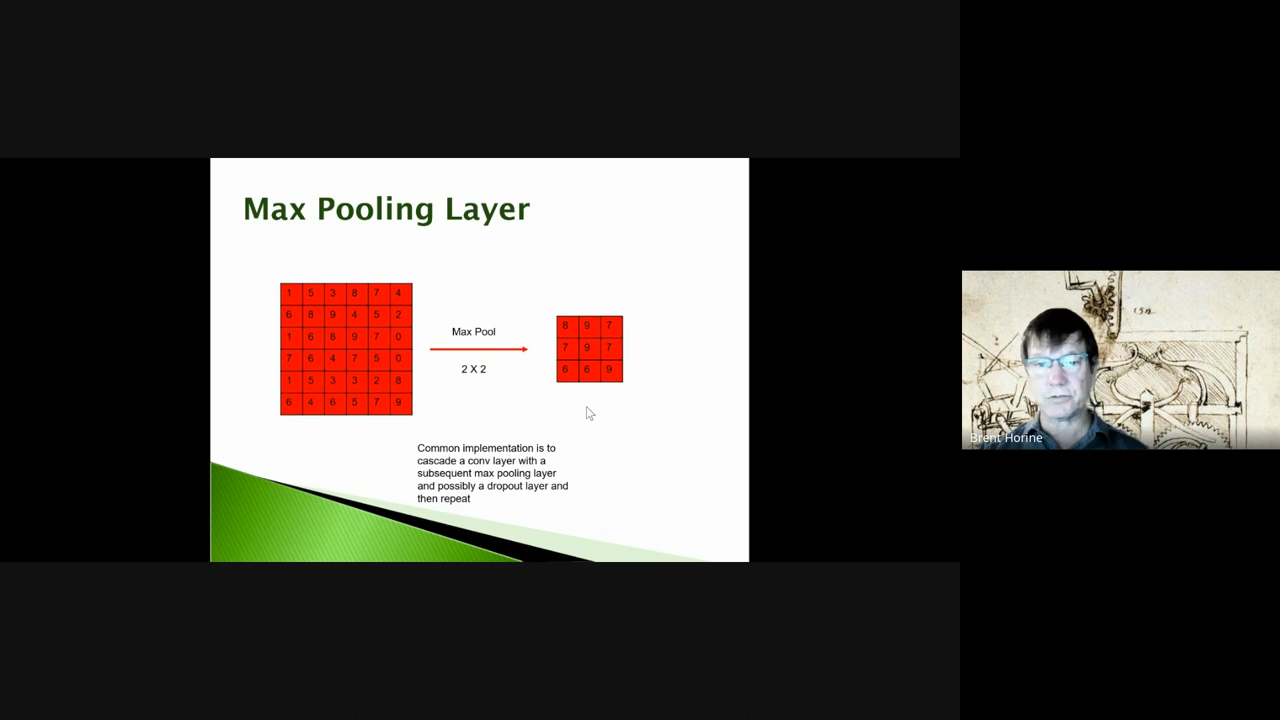 Max Pooling Layer
1 5 3 8 7 4
6 8 9 4 5 2
1 6 8 9 7 0
7 6 4 7 5 0
1 5 3 3 2 8
6 4 6 5 7 9
Max Pool
2 X 2
8 9 7
7 9 7
6 6 9
Common implementation is to
cascade a conv layer with a
subsequent max pooling layer
and possibly a dropout layer and
then repeat
Brent Horine